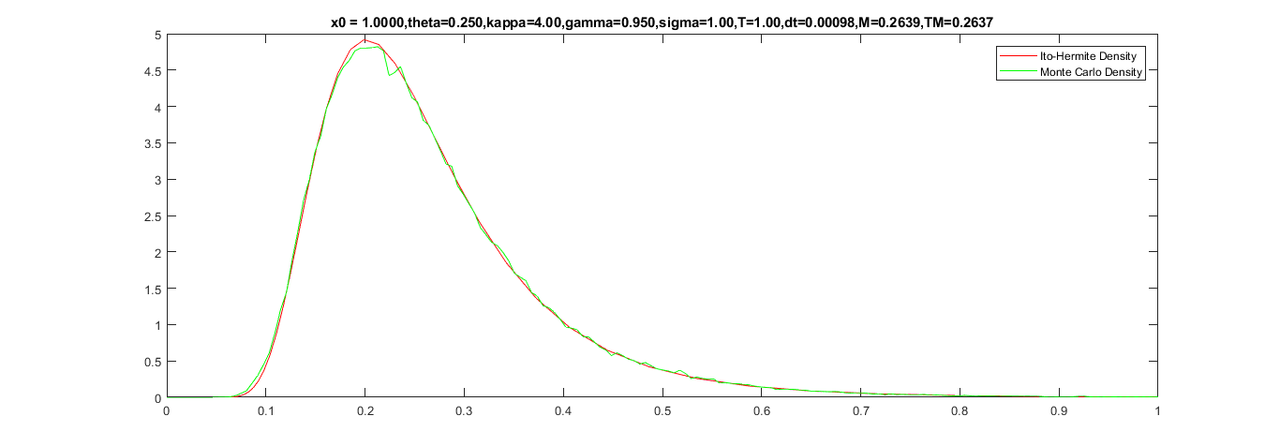 x0 = 1.0000,theta=0.250,kappa=4.00,gamma=0.950,sigma=1.00,T=1.00,dt=0.00098,M=0.2639,TM=0.2637
Ito-Hermite Density
Monte Carlo Density
5
4.5
4
3.5
3
2.5
2
1.5
1
0.5
0
0 0.1 0.2 0.3 0.4 0.5 0.6 0.7 0.8 0.9 1